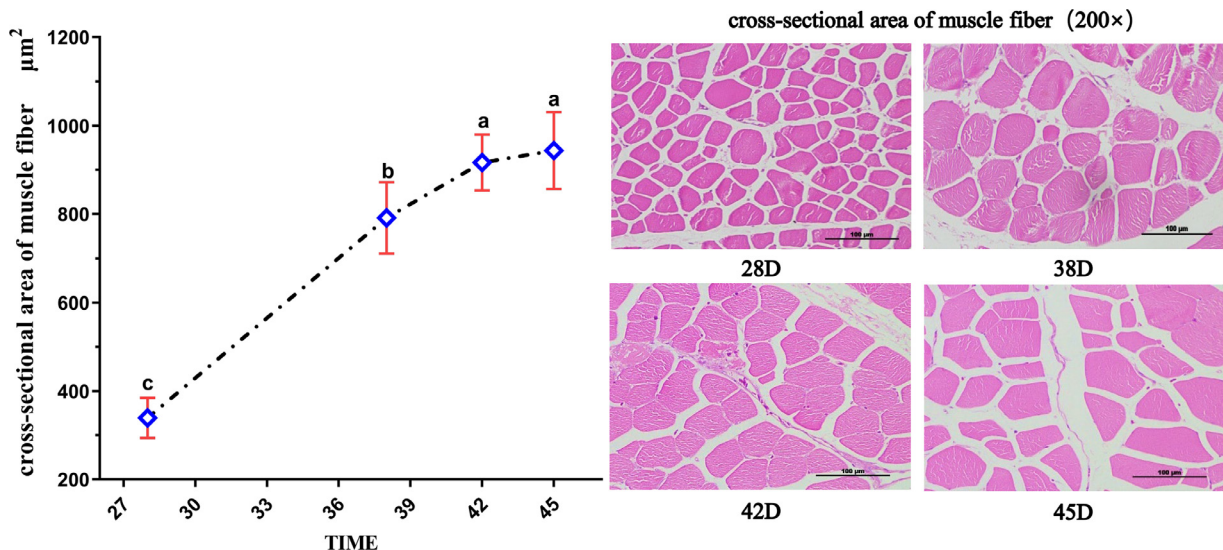 cross-sectional area of muscle fiber μm²
1200
1000
800
600
400
200
c
b
a
a
27
30
33
36
39
42
45
TIME
cross-sectional area of muscle fiber (200×)
100 μm
28D
100 μm
38D
100 μm
42D
100 μm
45D